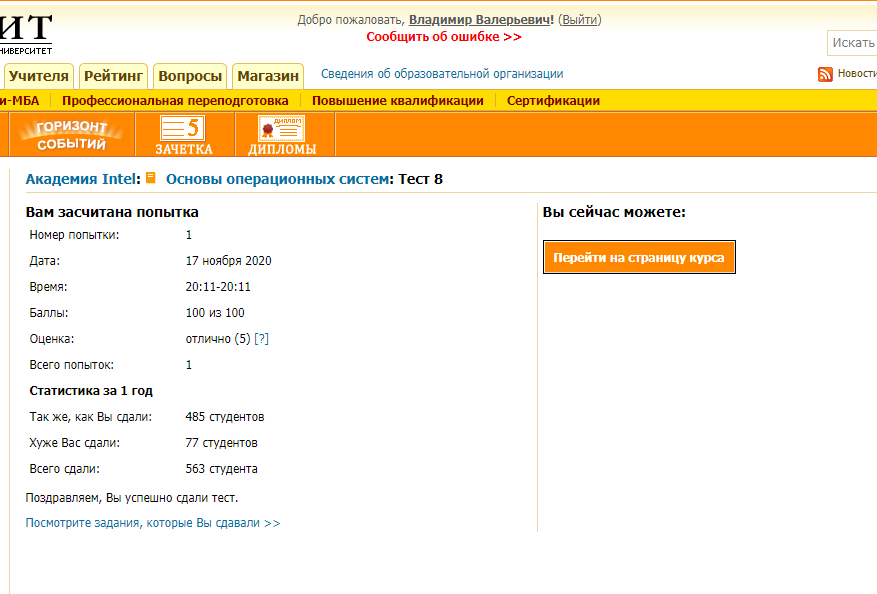 ИТ
НИВЕРСИТЕТ
Добро пожаловать, Владимир Валерьевич! (Выйти)
Сообщить об ошибке >>
Искать
Учителя Рейтинг Вопросы Магазин Сведения об образовательной организации
Новости
и-МБА Профессиональная переподготовка Повышение квалификации Сертификации
ГОРИЗОНТ
СОБЫТИЙ
5
ЗАЧЕТКА
ДИПЛОМ
ДИПЛОМЫ
Академия Intel: Основы операционных систем: Тест 8
Вам засчитана попытка
Номер попытки: 1
Дата: 17 ноября 2020
Время: 20:11-20:11
Баллы: 100 из 100
Оценка: отлично (5) [?]
Всего попыток: 1
Статистика за 1 год
Так же, как Вы сдали: 485 студентов
Хуже Вас сдали: 77 студентов
Всего сдали: 563 студента
Поздравляем, Вы успешно сдали тест.
Посмотрите задания, которые Вы сдавали >>
Вы сейчас можете:
Перейти на страницу курса